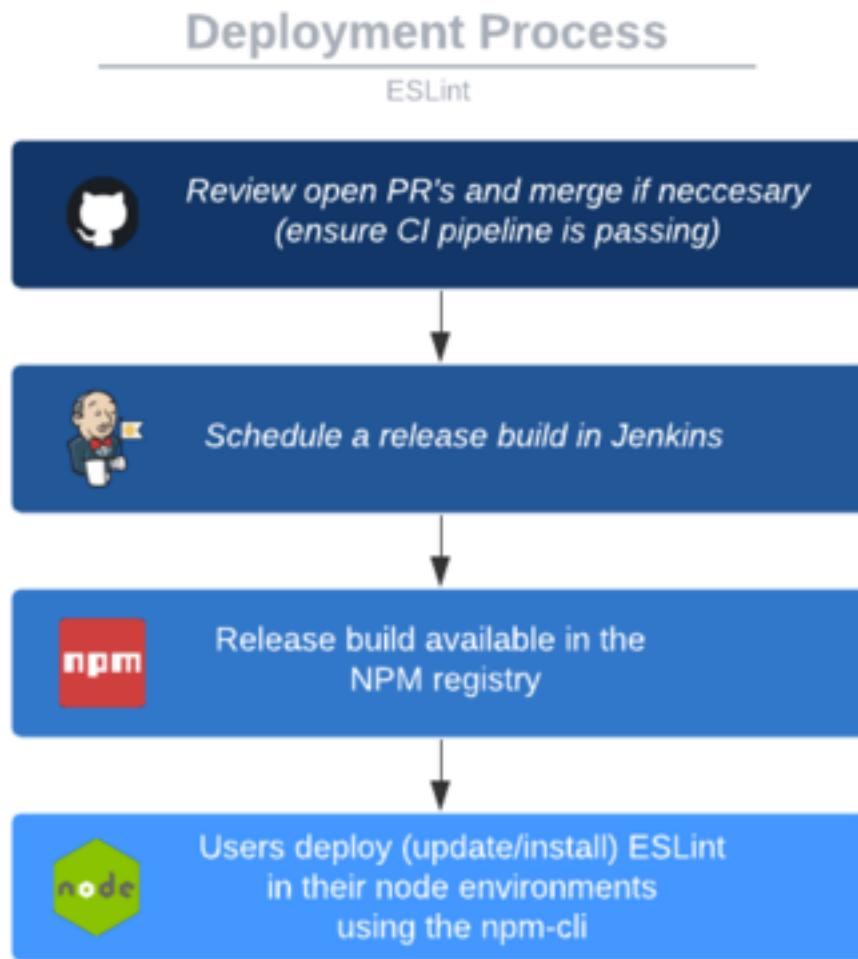 Deployment Process
ESLint
Review open PR's and merge if neccesary
(ensure CI pipeline is passing)
Schedule a release build in Jenkins
npm
Release build available in the
NPM registry
node
Users deploy (update/install) ESLint
in their node environments
using the npm-cli